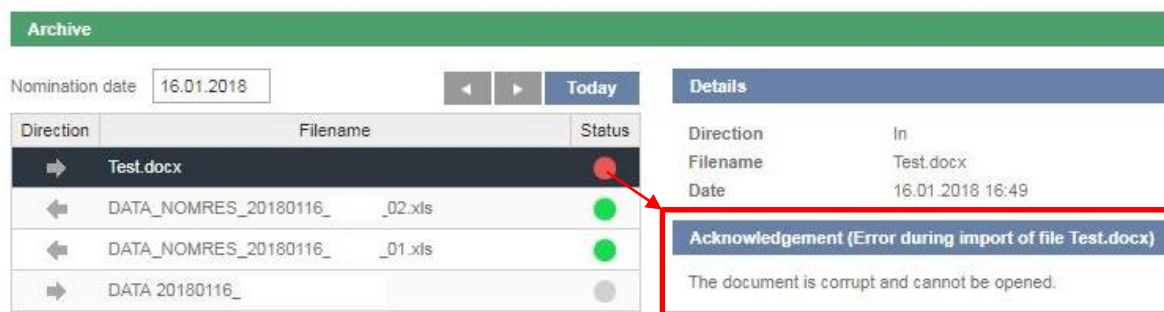 Archive
Nomination date 16.01.2018 Today
Direction Filename Status
Test.docx
DATA_NOMRES_20180116_ _02.xls
DATA_NOMRES_20180116_ _01.xls
DATA 20180116_
Details
Direction In
Filename Test.docx
Date 16.01.2018 16:49
Acknowledgement (Error during import of file Test.docx)
The document is corrupt and cannot be opened.